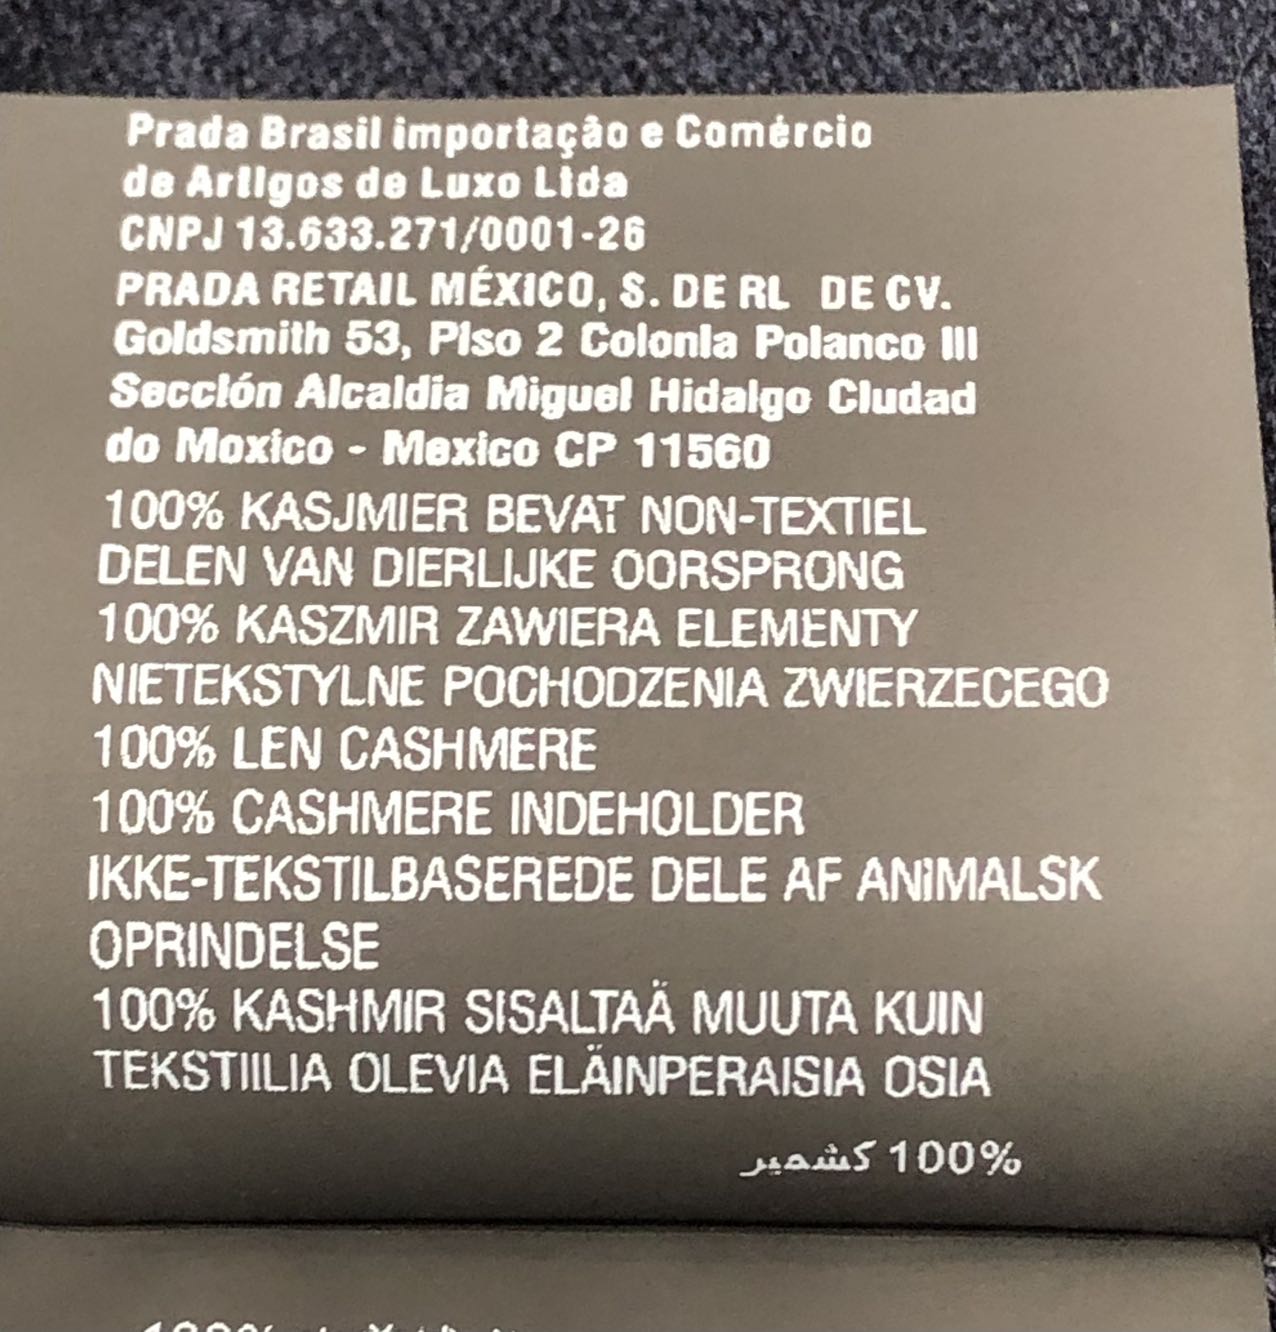 Prada Brasil importação e Comércio
de Artigos de Luxo Ltda
CNPJ 13.633.271/0001-26
PRADA RETAIL MÉXICO, S. DE RL DE CV.
Goldsmith 53, Piso 2 Colonia Polanco III
Sección Alcaldia Miguel Hidalgo Ciudad
do Moxico - Mexico CP 11560
100% KASJMIER BEVAT NON-TEXTIEL
DELEN VAN DIERLIJKE OORSPRONG
100% KASZMIR ZAWIERA ELEMENTY
NIETEKSTYLNE POCHODZENIA ZWIERZECEGO
100% LEN CASHMERE
100% CASHMERE INDEHOLDER
IKKE-TEKSTILBASEREDE DELE AF ANIMALSK
OPRINDELSE
100% KASHMIR SISALTAÄ MUUTA KUIN
TEKSTIILIA OLEVIA ELÄINPERAISIA OSIA
100% كشمير